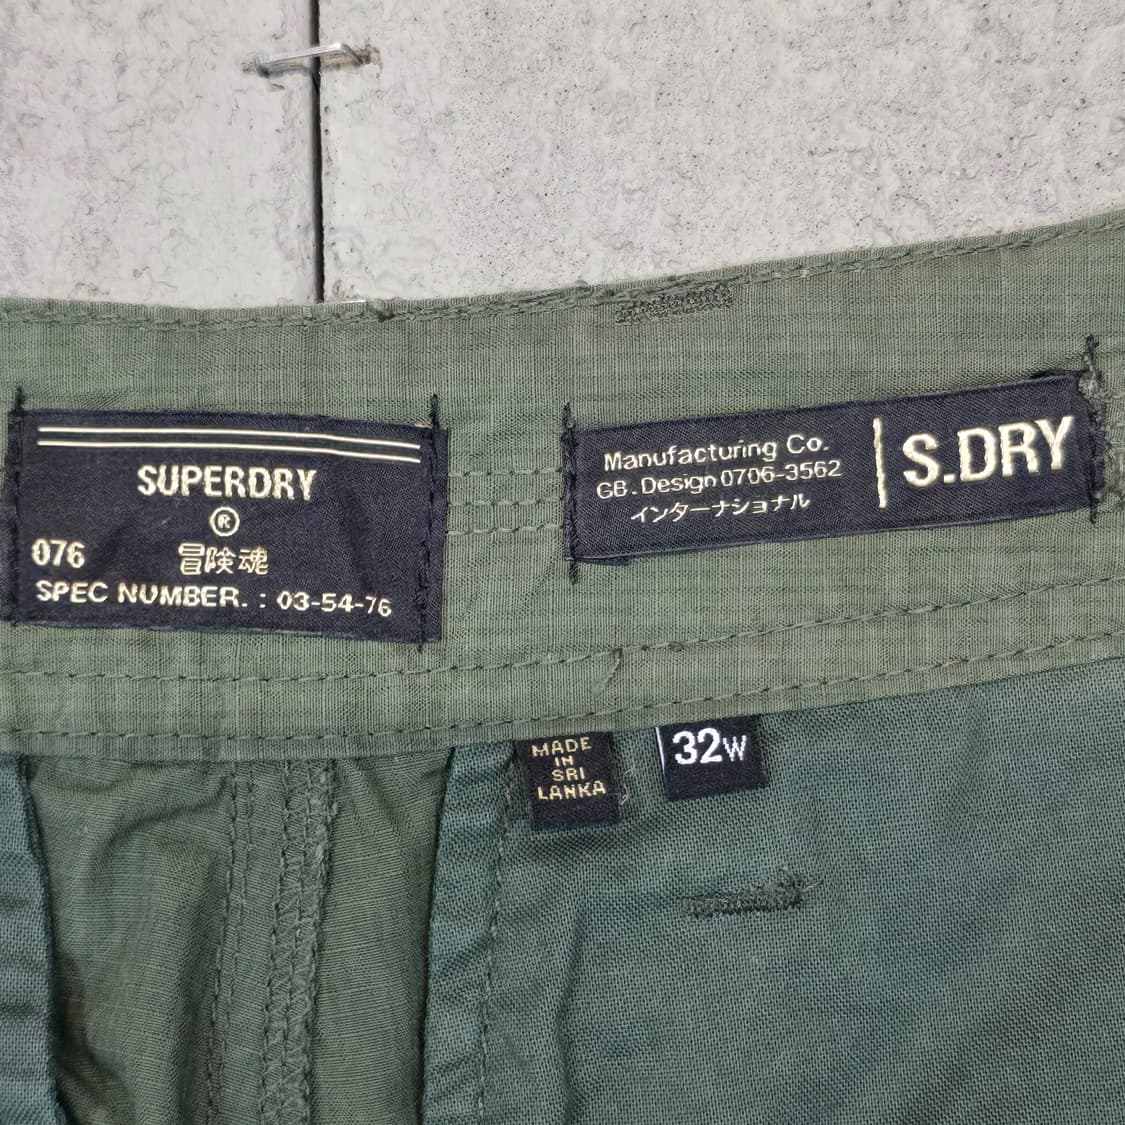 SUPERDRY
®
076 冒険魂
SPEC NUMBER. : 03-54-76
Manufacturing Co.
GB. Design 0706-3562
インターナショナル
S.DRY
MADE
IN
SRI
LANKA
32W